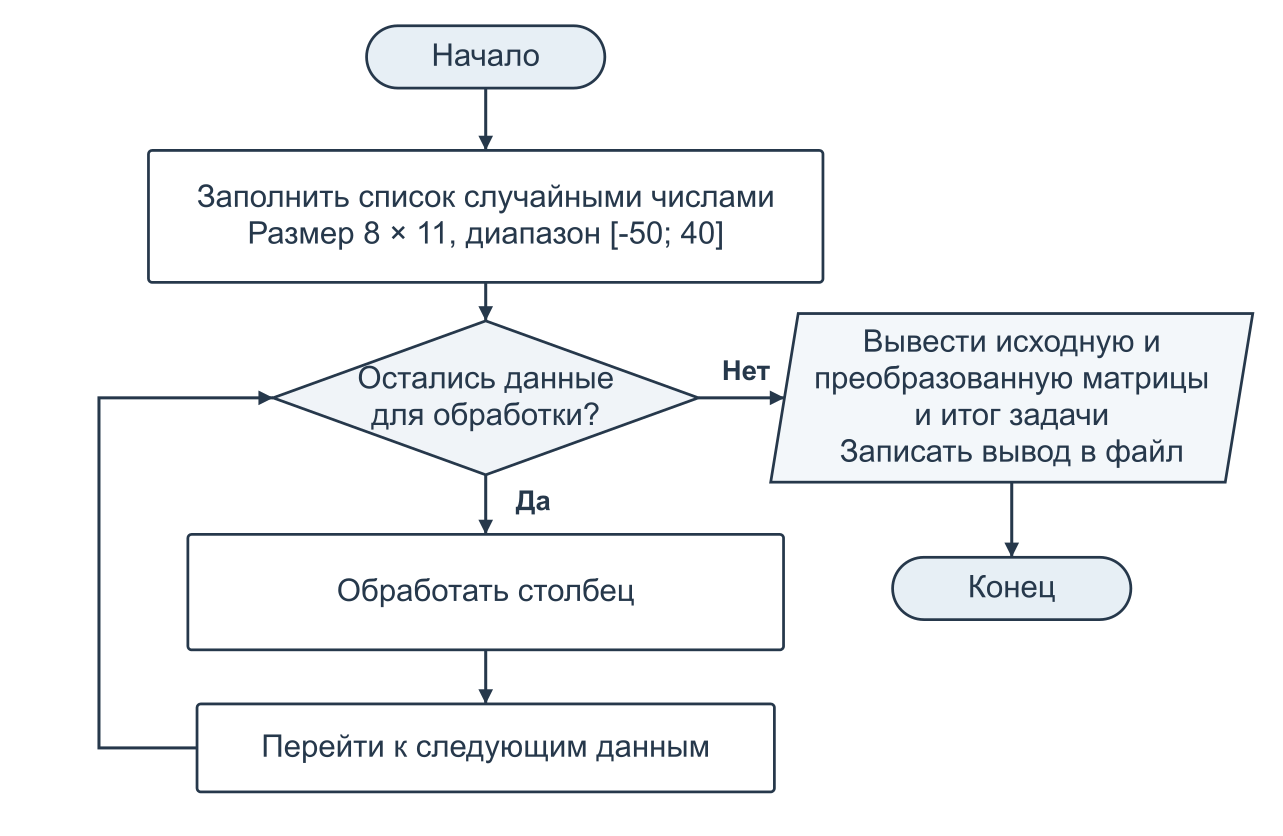 Начало
Заполнить список случайными числами
Размер 8 × 11, диапазон [-50; 40]
Остались данные
для обработки?
Нет
Вывести исходную и
преобразованную матрицы
и итог задачи
Записать вывод в файл
Да
Обработать столбец
Конец
Перейти к следующим данным